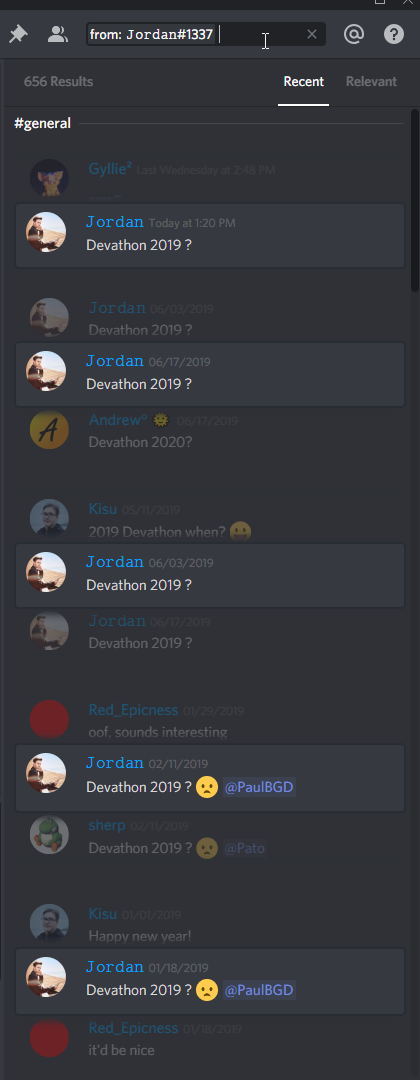 from: Jordan#1337
656 Results
Recent
Relevant
#general
Gyllie² Last Wednesday at 2:48 PM
Jordan Today at 1:20 PM
Devathon 2019 ?
Jordan 06/03/2019
Devathon 2019 ?
Jordan 06/17/2019
Devathon 2019 ?
Andrew° 06/17/2019
Devathon 2020?
Kisu 05/11/2019
2019 Devathon when?
Jordan 06/03/2019
Devathon 2019 ?
Jordan 06/17/2019
Devathon 2019 ?
Red_Epicness 01/29/2019
oof, sounds interesting
Jordan 02/11/2019
Devathon 2019 ? @PaulBGD
sherp 02/11/2019
Devathon 2019 ? @Pato
Kisu 01/01/2019
Happy new year!
Jordan 01/18/2019
Devathon 2019 ? @PaulBGD
Red_Epicness 01/18/2019
it'd be nice